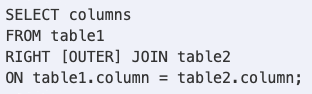 SELECT columns
FROM table1
RIGHT [OUTER] JOIN table2
ON table1.column = table2.column;